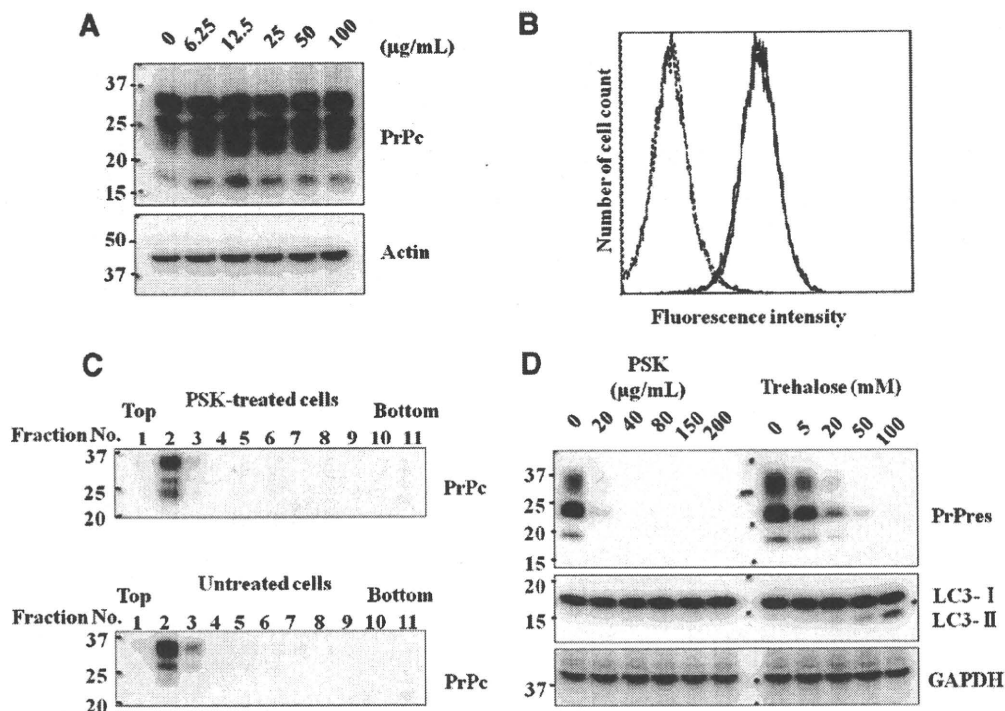 A
0 6.25 12.5 25 50 100 (μg/mL)
37
25
20
15
PrPc
50
37
Actin
B
Number of cell count
Fluorescence intensity
C
PSK-treated cells
Top Bottom
Fraction No. 1 2 3 4 5 6 7 8 9 10 11
37
25
20
PrPc
Untreated cells
Top Bottom
Fraction No. 1 2 3 4 5 6 7 8 9 10 11
37
25
20
PrPc
D
PSK
(μg/mL)
Trehalose (mM)
0 20 40 80 150 200 0 5 20 50 100
37
25
20
15
PrPres
20
15
LC3-I
LC3-II
37
GAPDH